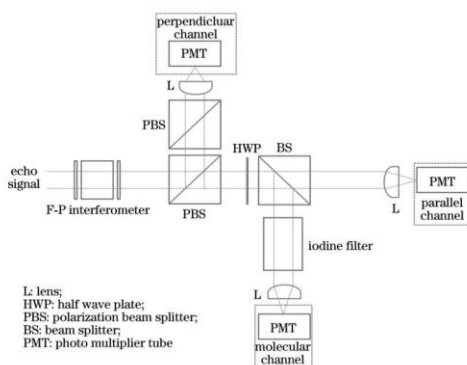 perpendicluar
channel
PMT
L
PBS
HWP
BS
echo
signal
F-P interferometer
PBS
L
PMT
parallel
channel
iodine filter
L: lens;
HWP: half wave plate;
PBS: polarization beam splitter;
BS: beam splitter;
PMT: photo multiplier tube
L
PMT
molecular
channel